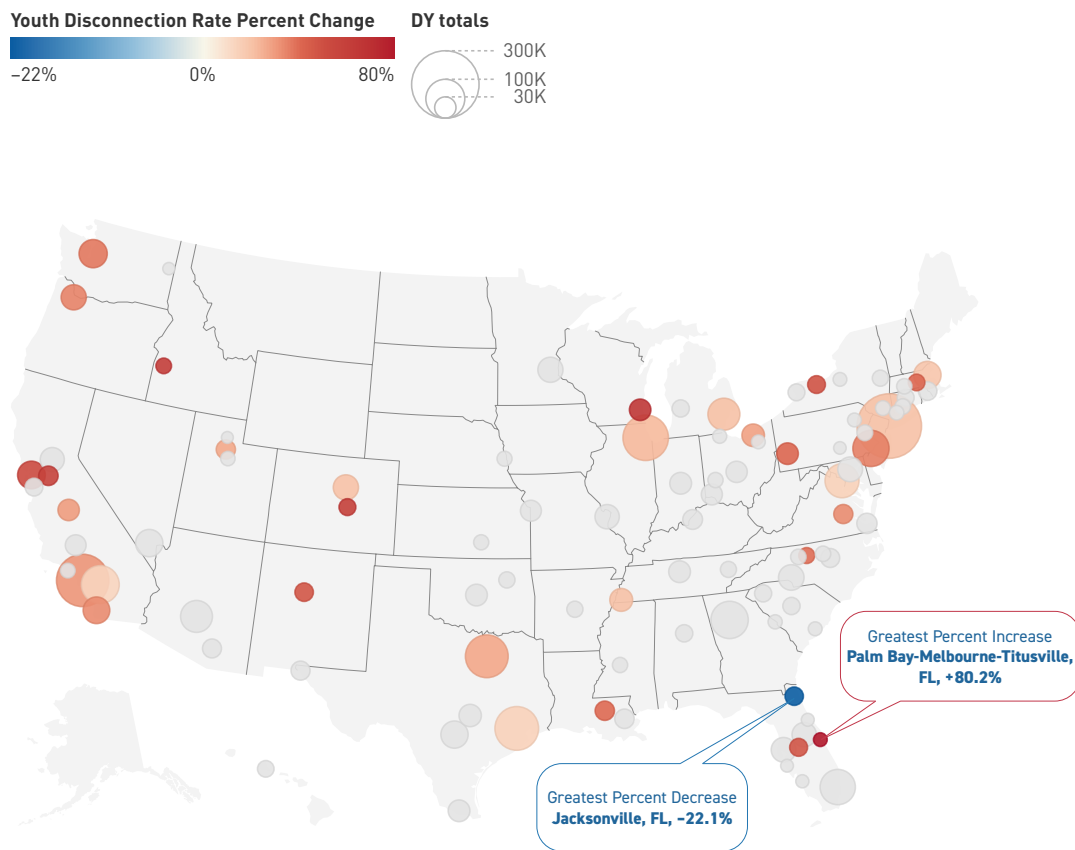 Youth Disconnection Rate Percent Change
−22%
0%
80%
DY totals
300K
100K
30K
Greatest Percent Increase
Palm Bay-Melbourne-Titusville,
FL, +80.2%
Greatest Percent Decrease
Jacksonville, FL, −22.1%